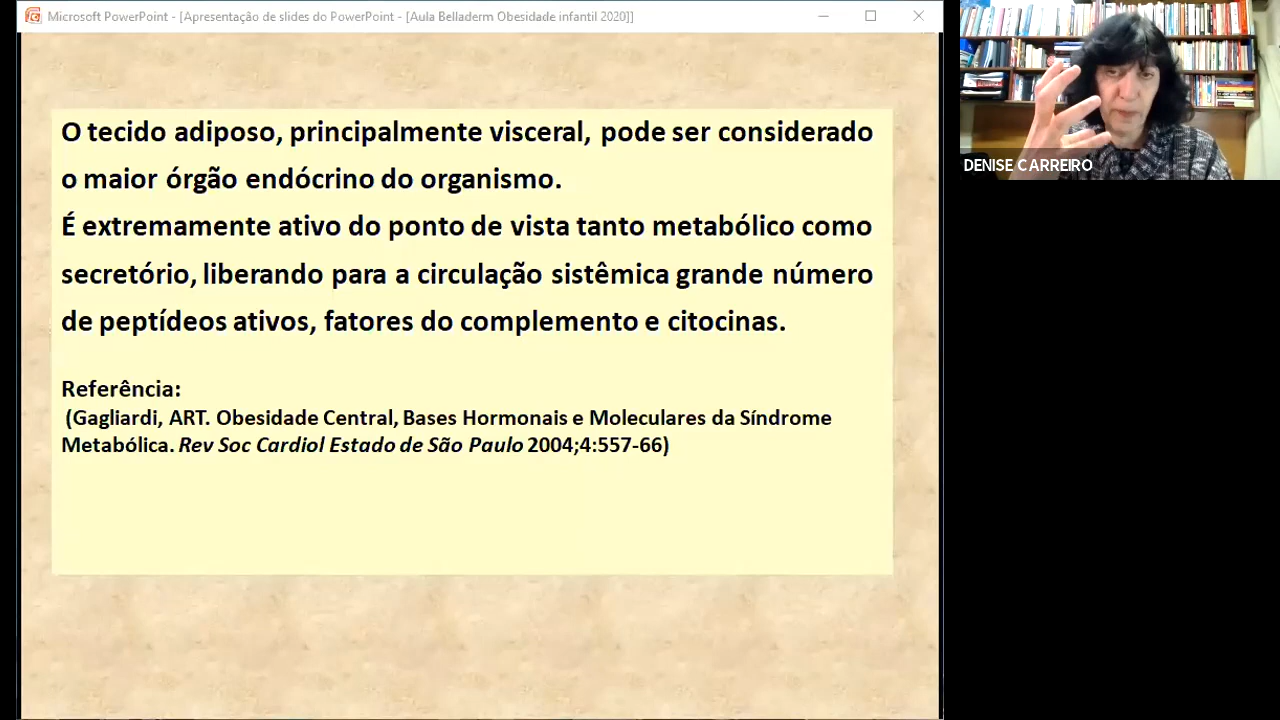 Microsoft PowerPoint - [Apresentação de slides do PowerPoint - [Aula Belladerm Obesidade infantil 2020]]
O tecido adiposo, principalmente visceral, pode ser considerado
o maior órgão endócrino do organismo.
É extremamente ativo do ponto de vista tanto metabólico como
secretório, liberando para a circulação sistêmica grande número
de peptídeos ativos, fatores do complemento e citocinas.
Referência:
(Gagliardi, ART. Obesidade Central, Bases Hormonais e Moleculares da Síndrome
Metabólica. Rev Soc Cardiol Estado de São Paulo 2004;4:557-66)
DENISE CARREIRO